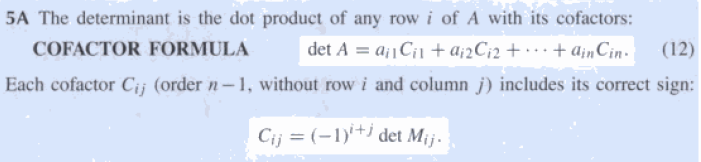 5A The determinant is the dot product of any row i of A with its cofactors:
COFACTOR FORMULA det A = a_{i1}C_{i1} + a_{i2}C_{i2} + ··· + a_{in}C_{in}. (12)
Each cofactor C_{ij} (order n − 1, without row i and column j) includes its correct sign:
C_{ij} = (−1)^{i+j} det M_{ij}.